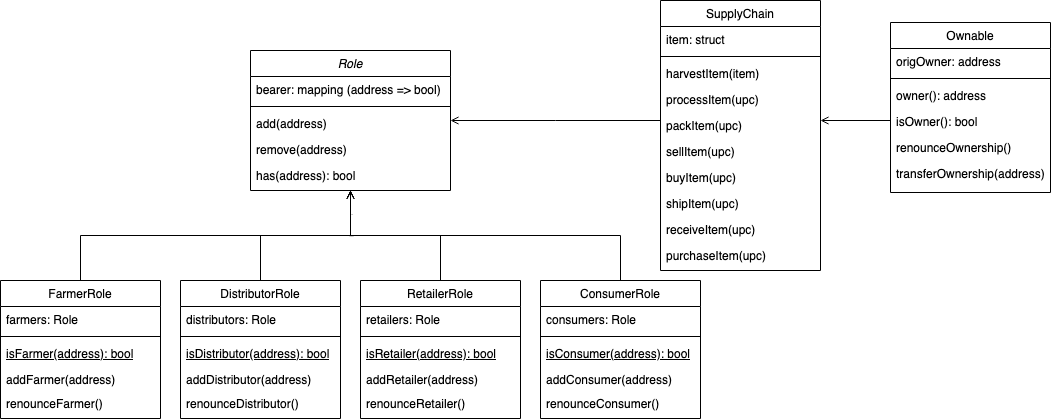 Role
bearer: mapping (address => bool)
add(address)
remove(address)
has(address): bool
SupplyChain
item: struct
harvestItem(item)
processItem(upc)
packItem(upc)
sellItem(upc)
buyItem(upc)
shipItem(upc)
receiveItem(upc)
purchaseItem(upc)
Ownable
origOwner: address
owner(): address
isOwner(): bool
renounceOwnership()
transferOwnership(address)
FarmerRole
farmers: Role
isFarmer(address): bool
addFarmer(address)
renounceFarmer()
DistributorRole
distributors: Role
isDistributor(address): bool
addDistributor(address)
renounceDistributor()
RetailerRole
retailers: Role
isRetailer(address): bool
addRetailer(address)
renounceRetailer()
ConsumerRole
consumers: Role
isConsumer(address): bool
addConsumer(address)
renounceConsumer()